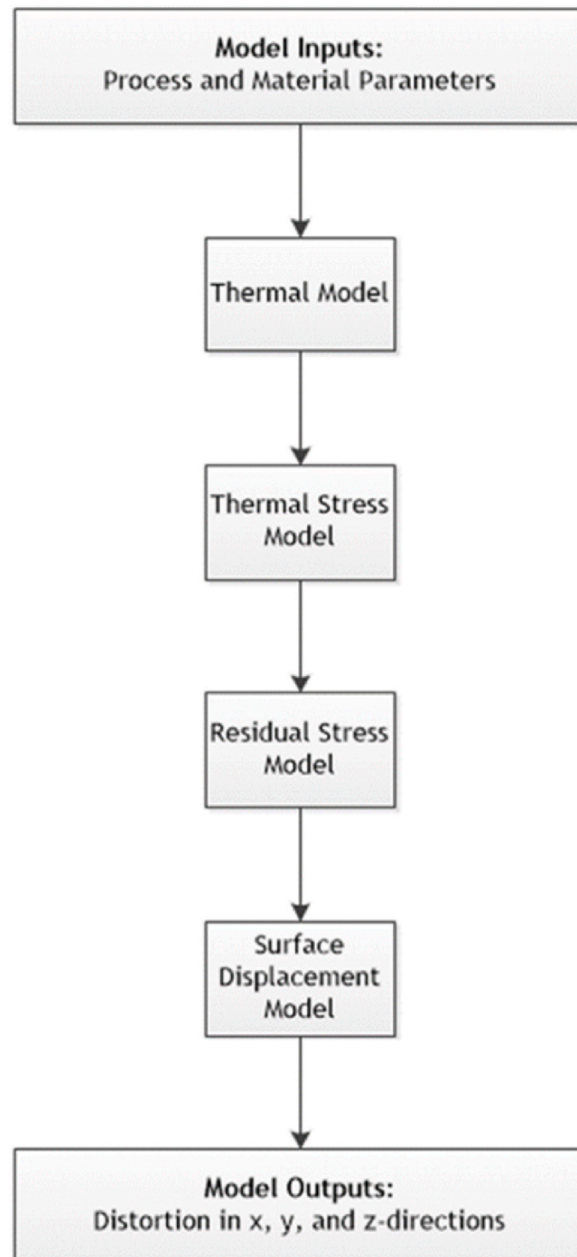 Model Inputs:
Process and Material Parameters
Thermal Model
Thermal Stress
Model
Residual Stress
Model
Surface
Displacement
Model
Model Outputs:
Distortion in x, y, and z-directions